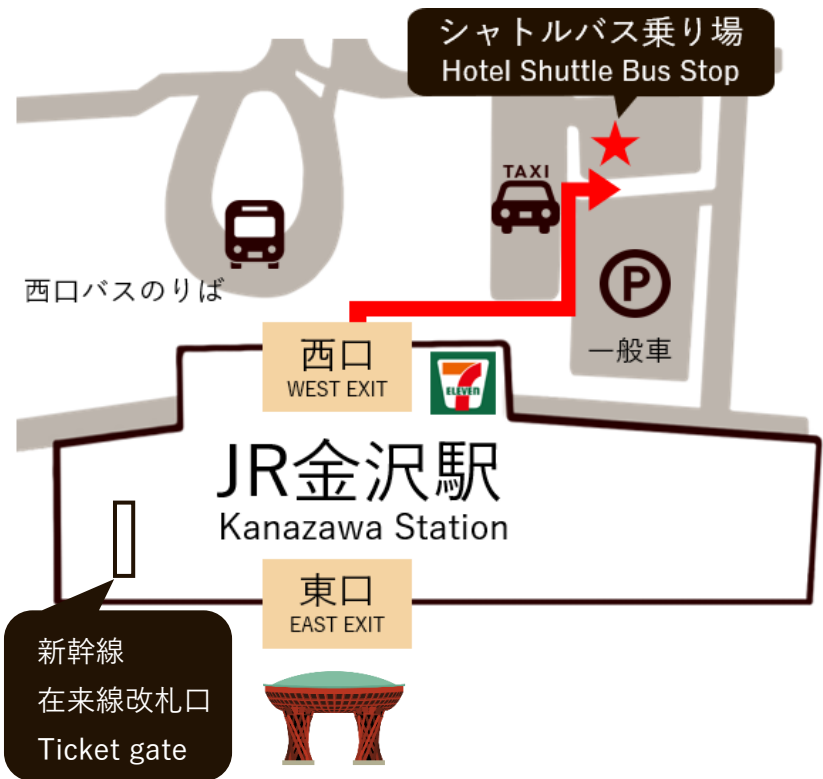 シャトルバス乗り場
Hotel Shuttle Bus Stop
TAXI
西口バスのりば
P
一般車
西口
WEST EXIT
7
ELEVEN
JR金沢駅
Kanazawa Station
東口
EAST EXIT
新幹線
在来線改札口
Ticket gate